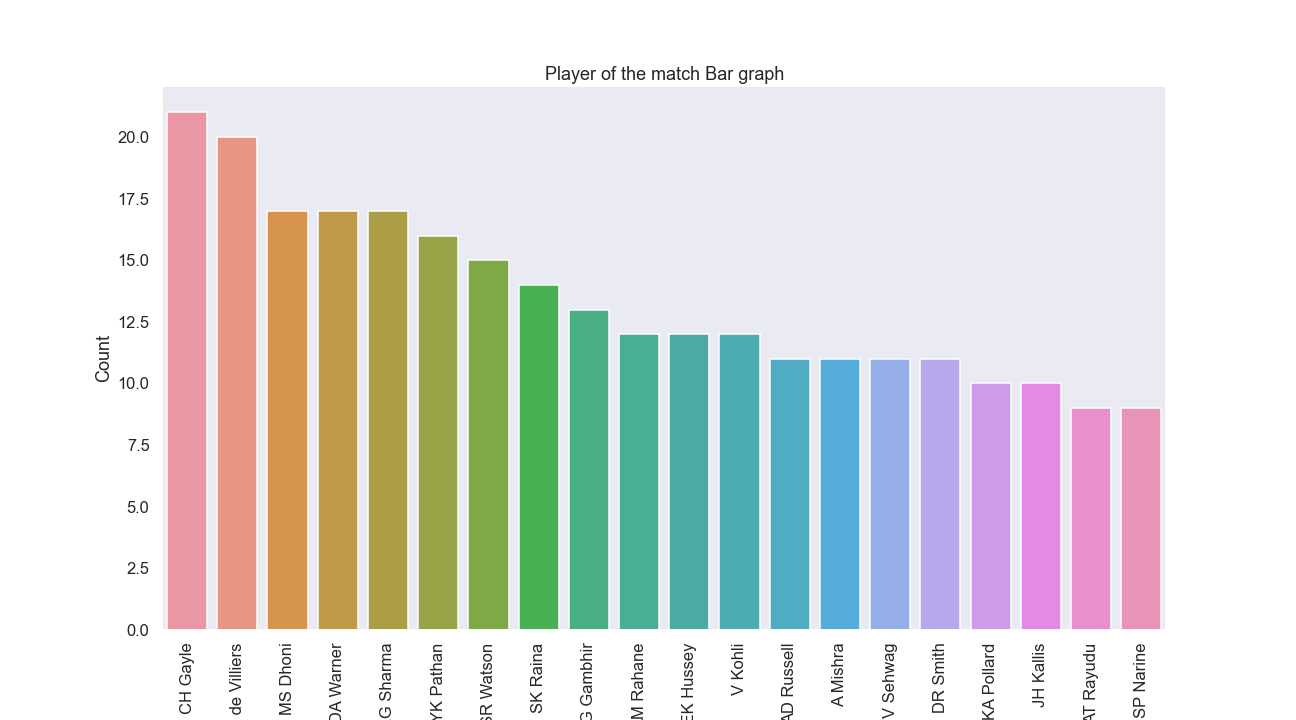 Player of the match Bar graph
20.0
17.5
15.0
12.5
10.0
7.5
5.0
2.5
0.0
Count
CH Gayle
de Villiers
MS Dhoni
DA Warner
G Sharma
YK Pathan
SR Watson
SK Raina
G Gambhir
M Rahane
EK Hussey
V Kohli
AD Russell
A Mishra
V Sehwag
DR Smith
KA Pollard
JH Kallis
AT Rayudu
SP Narine